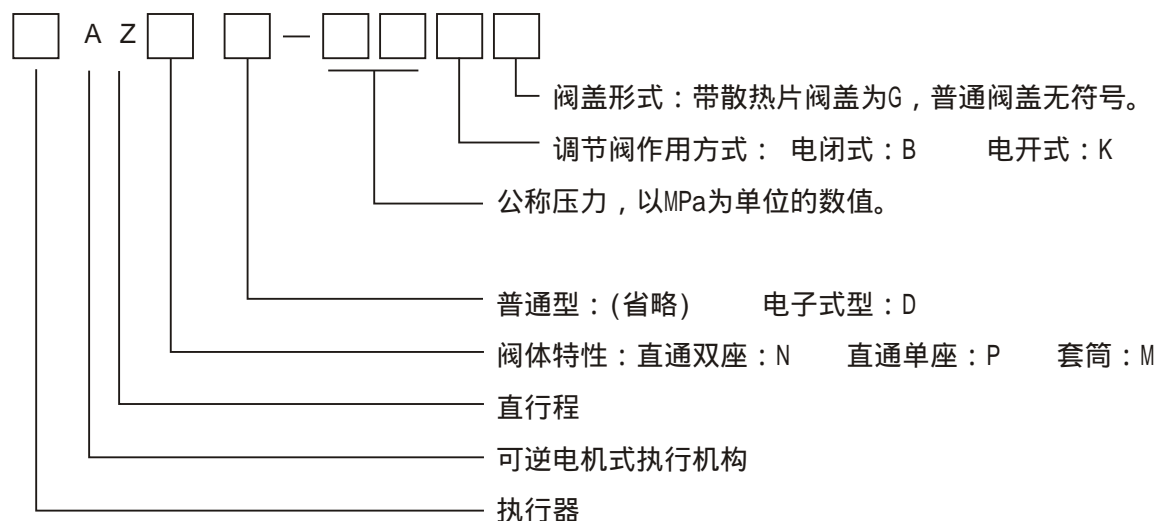 □ A Z □ □ — □ □ □ □
阀盖形式：带散热片阀盖为G，普通阀盖无符号。
调节阀作用方式： 电闭式：B 电开式：K
公称压力，以MPa为单位的数值。
普通型：(省略) 电子式型：D
阀体特性：直通双座：N 直通单座：P 套筒：M
直行程
可逆电机式执行机构
执行器